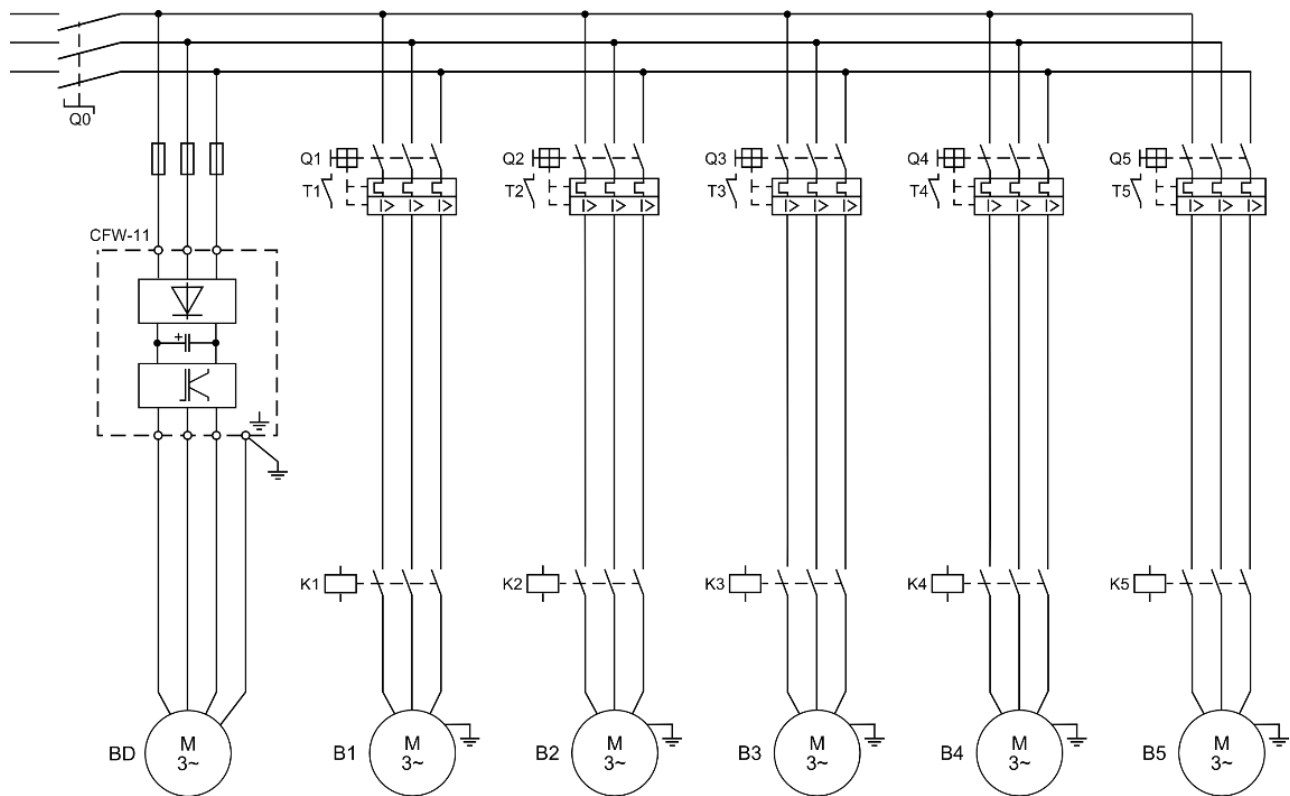 Q0
Q1 Q2 Q3 Q4 Q5
T1 T2 T3 T4 T5
I> I> I> I> I> I> I> I> I> I> I> I> I> I> I>
CFW-11
+
K1 K2 K3 K4 K5
BD M 3~
B1 M 3~
B2 M 3~
B3 M 3~
B4 M 3~
B5 M 3~